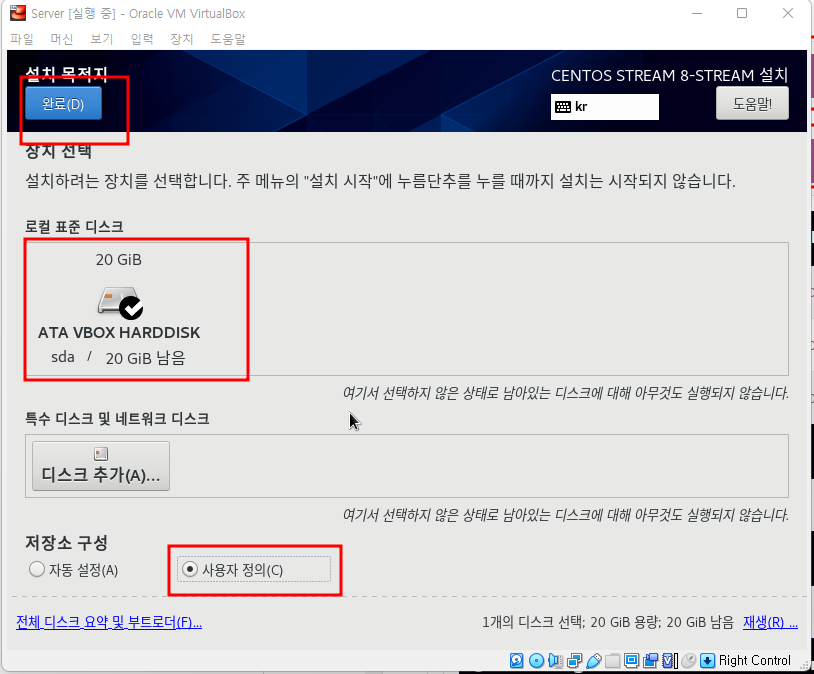 Server [실행 중] - Oracle VM VirtualBox
파일 머신 보기 입력 장치 도움말
설치 목적지
CENTOS STREAM 8-STREAM 설치
완료(D)
kr
도움말!
장치 선택
설치하려는 장치를 선택합니다. 주 메뉴의 "설치 시작"에 누름단추를 누를 때까지 설치는 시작되지 않습니다.
로컬 표준 디스크
20 GiB
ATA VBOX HARDDISK
sda / 20 GiB 남음
여기서 선택하지 않은 상태로 남아있는 디스크에 대해 아무것도 실행되지 않습니다.
특수 디스크 및 네트워크 디스크
디스크 추가(A)...
여기서 선택하지 않은 상태로 남아있는 디스크에 대해 아무것도 실행되지 않습니다.
저장소 구성
자동 설정(A) 사용자 정의(C)
전체 디스크 요약 및 부트로더(F)... 1개의 디스크 선택; 20 GiB 용량; 20 GiB 남음 재생(R) ...
Right Control